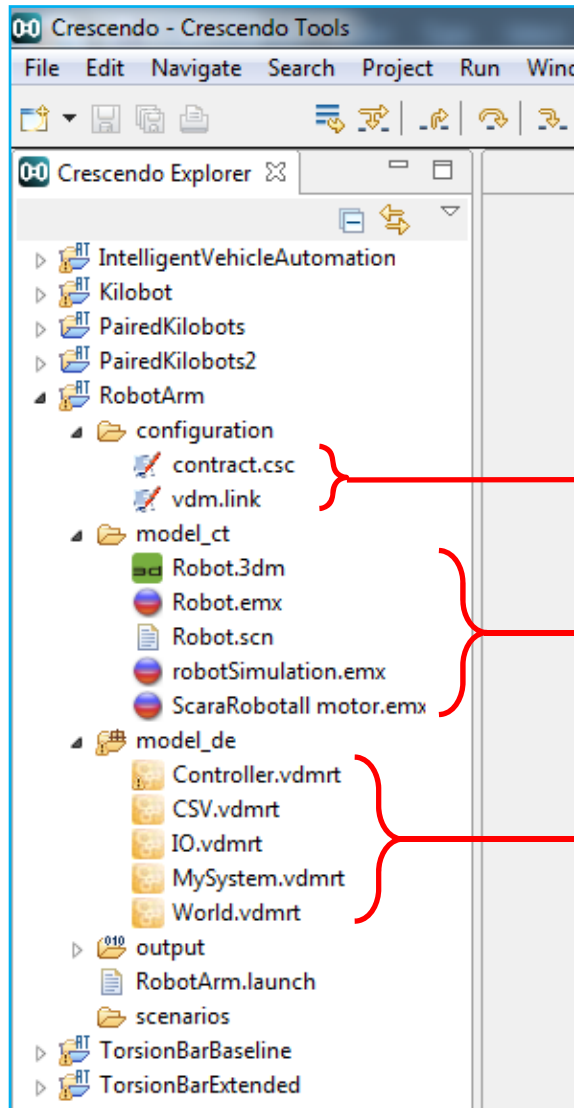 Crescendo - Crescendo Tools
File Edit Navigate Search Project Run Wind
Crescendo Explorer
IntelligentVehicleAutomation
Kilobot
PairedKilobots
PairedKilobots2
RobotArm
configuration
contract.csc
vdm.link
model_ct
Robot.3dm
Robot.emx
Robot.scn
robotSimulation.emx
ScaraRobotall motor.emx
model_de
Controller.vdmrt
CSV.vdmrt
IO.vdmrt
MySystem.vdmrt
World.vdmrt
output
RobotArm.launch
scenarios
TorsionBarBaseline
TorsionBarExtended